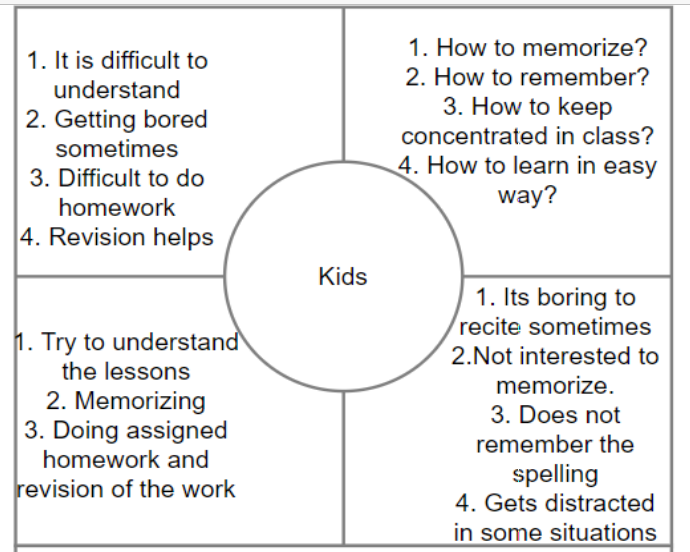 1. It is difficult to
understand
2. Getting bored
sometimes
3. Difficult to do
homework
4. Revision helps
1. How to memorize?
2. How to remember?
3. How to keep
concentrated in class?
4. How to learn in easy
way?
Kids
1. Try to understand
the lessons
2. Memorizing
3. Doing assigned
homework and
revision of the work
1. Its boring to
recite sometimes
2.Not interested to
memorize.
3. Does not
remember the
spelling
4. Gets distracted
in some situations